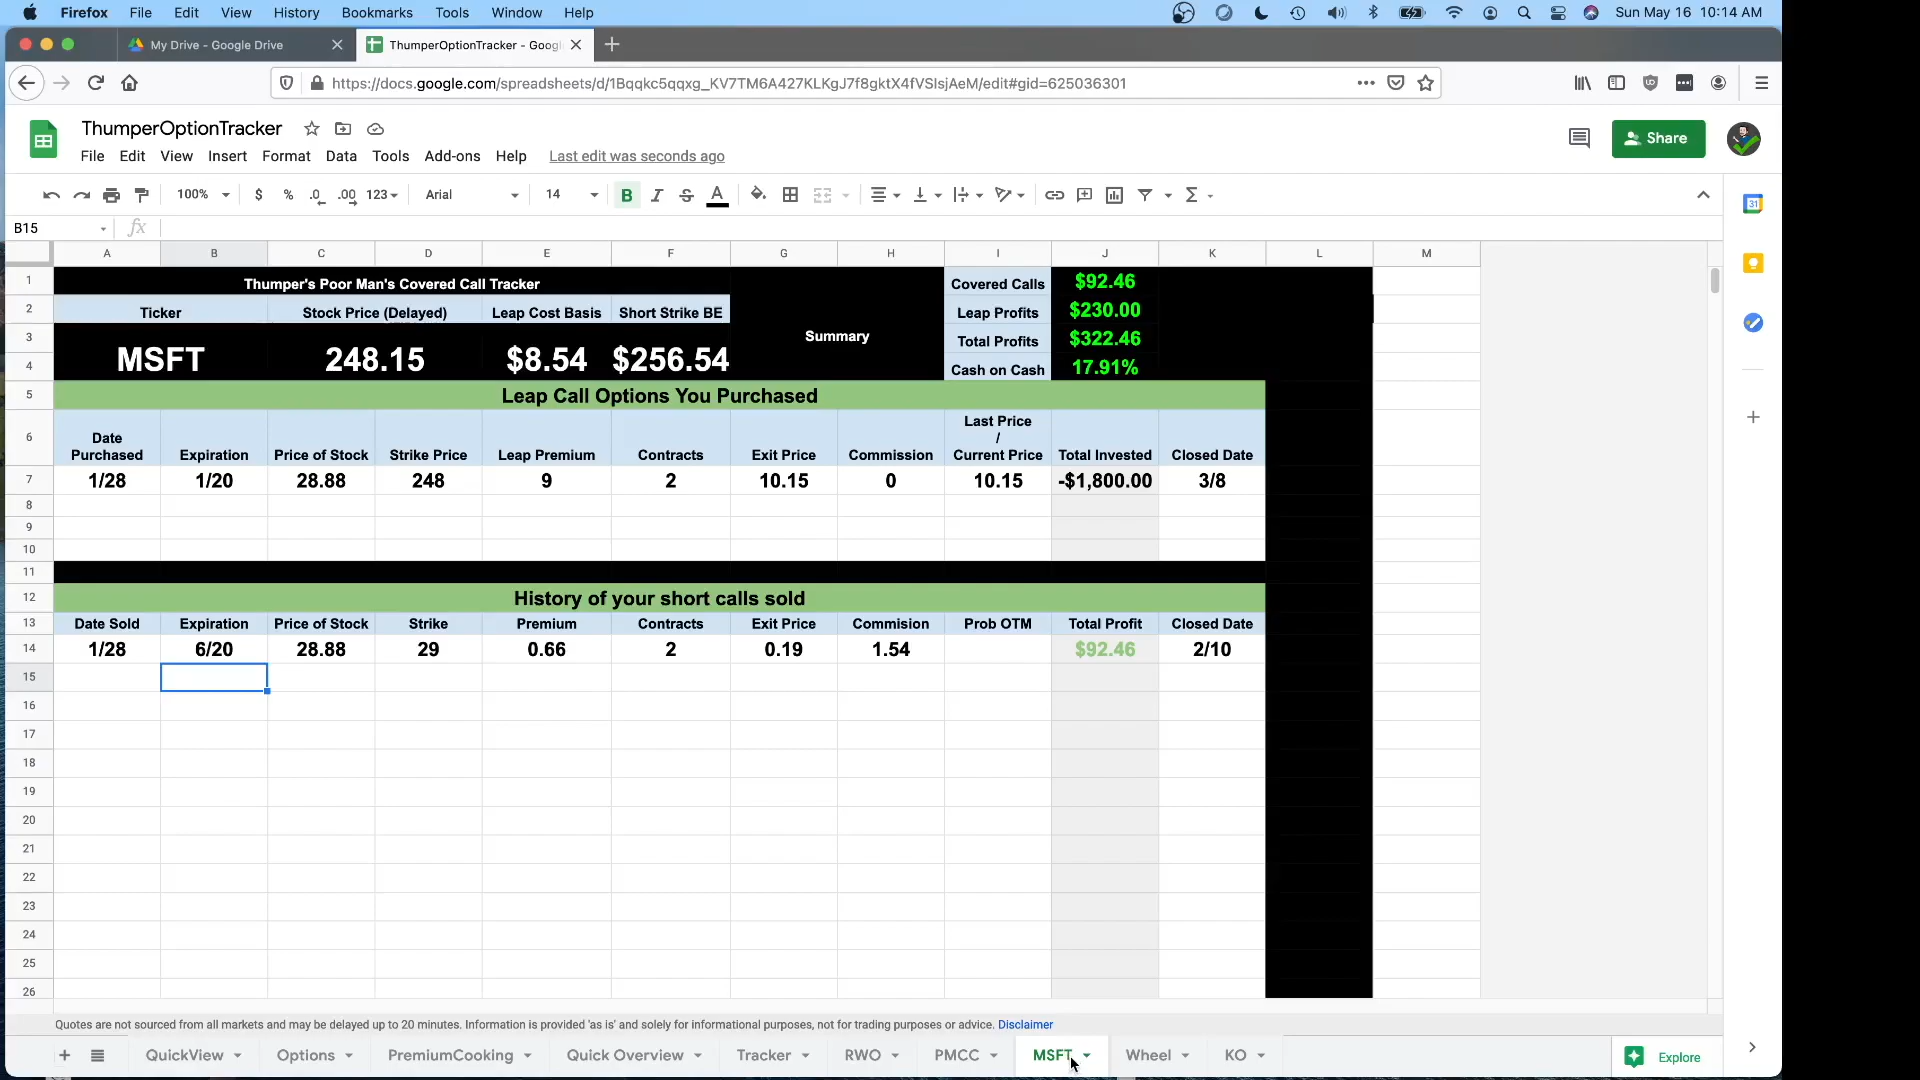 Firefox File Edit View History Bookmarks Tools Window Help Sun May 16 10:14 AM
My Drive - Google Drive ThumperOptionTracker - Googl
https://docs.google.com/spreadsheets/d/1Bqqkc5qqxg_KV7TM6A427KLKgJ7f8gktX4fVSIsjAeM/edit#gid=625036301
ThumperOptionTracker
Share
File Edit View Insert Format Data Tools Add-ons Help Last edit was seconds ago
100% $ % .0 .00 123 Arial 14 B I S A
B15 fx
A B C D E F G H I J K L M
1 Thumper's Poor Man's Covered Call Tracker Covered Calls $92.46
2 Ticker Stock Price (Delayed) Leap Cost Basis Short Strike BE Leap Profits $230.00
3 Summary Total Profits $322.46
4 MSFT 248.15 $8.54 $256.54 Cash on Cash 17.91%
5 Leap Call Options You Purchased
6 Date Purchased Expiration Price of Stock Strike Price Leap Premium Contracts Exit Price Commission Last Price / Current Price Total Invested Closed Date
7 1/28 1/20 28.88 248 9 2 10.15 0 10.15 -$1,800.00 3/8
8
9
10
11
12 History of your short calls sold
13 Date Sold Expiration Price of Stock Strike Premium Contracts Exit Price Commision Prob OTM Total Profit Closed Date
14 1/28 6/20 28.88 29 0.66 2 0.19 1.54 $92.46 2/10
15
16
17
18
19
20
21
22
23
24
25
26
Quotes are not sourced from all markets and may be delayed up to 20 minutes. Information is provided 'as is' and solely for informational purposes, not for trading purposes or advice. Disclaimer
QuickView Options PremiumCooking Quick Overview Tracker RWO PMCC MSFT Wheel KO Explore